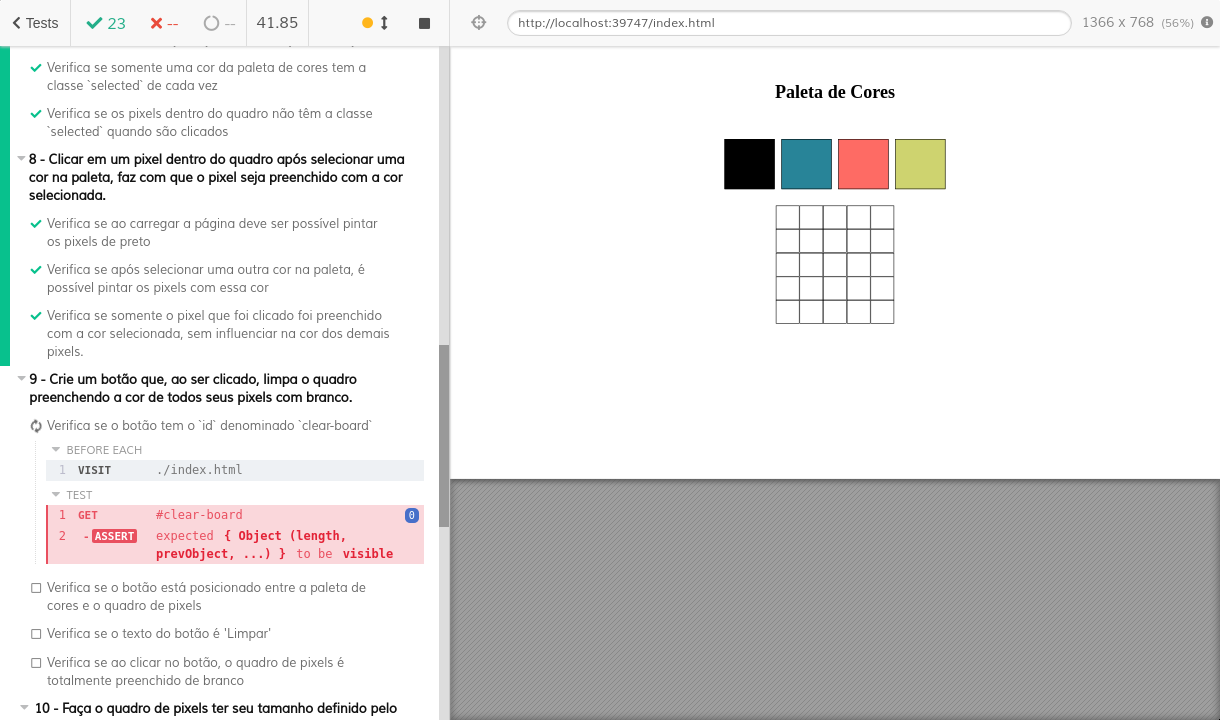 Tests
23
--
--
41.85
http://localhost:39747/index.html
1366 x 768 (56%)
Verifica se somente uma cor da paleta de cores tem a
classe `selected` de cada vez
Verifica se os pixels dentro do quadro não têm a classe
`selected` quando são clicados
8 - Clicar em um pixel dentro do quadro após selecionar uma
cor na paleta, faz com que o pixel seja preenchido com a cor
selecionada.
Verifica se ao carregar a página deve ser possível pintar
os pixels de preto
Verifica se após selecionar uma outra cor na paleta, é
possível pintar os pixels com essa cor
Verifica se somente o pixel que foi clicado foi preenchido
com a cor selecionada, sem influenciar na cor dos demais
pixels.
9 - Crie um botão que, ao ser clicado, limpa o quadro
preenchendo a cor de todos seus pixels com branco.
Verifica se o botão tem o `id` denominado `clear-board`
BEFORE EACH
1 VISIT ./index.html
TEST
1 GET #clear-board 0
2 -ASSERT expected { Object (length,
prevObject, ...) } to be visible
Verifica se o botão está posicionado entre a paleta de
cores e o quadro de pixels
Verifica se o texto do botão é 'Limpar'
Verifica se ao clicar no botão, o quadro de pixels é
totalmente preenchido de branco
10 - Faça o quadro de pixels ter seu tamanho definido pelo
Paleta de Cores